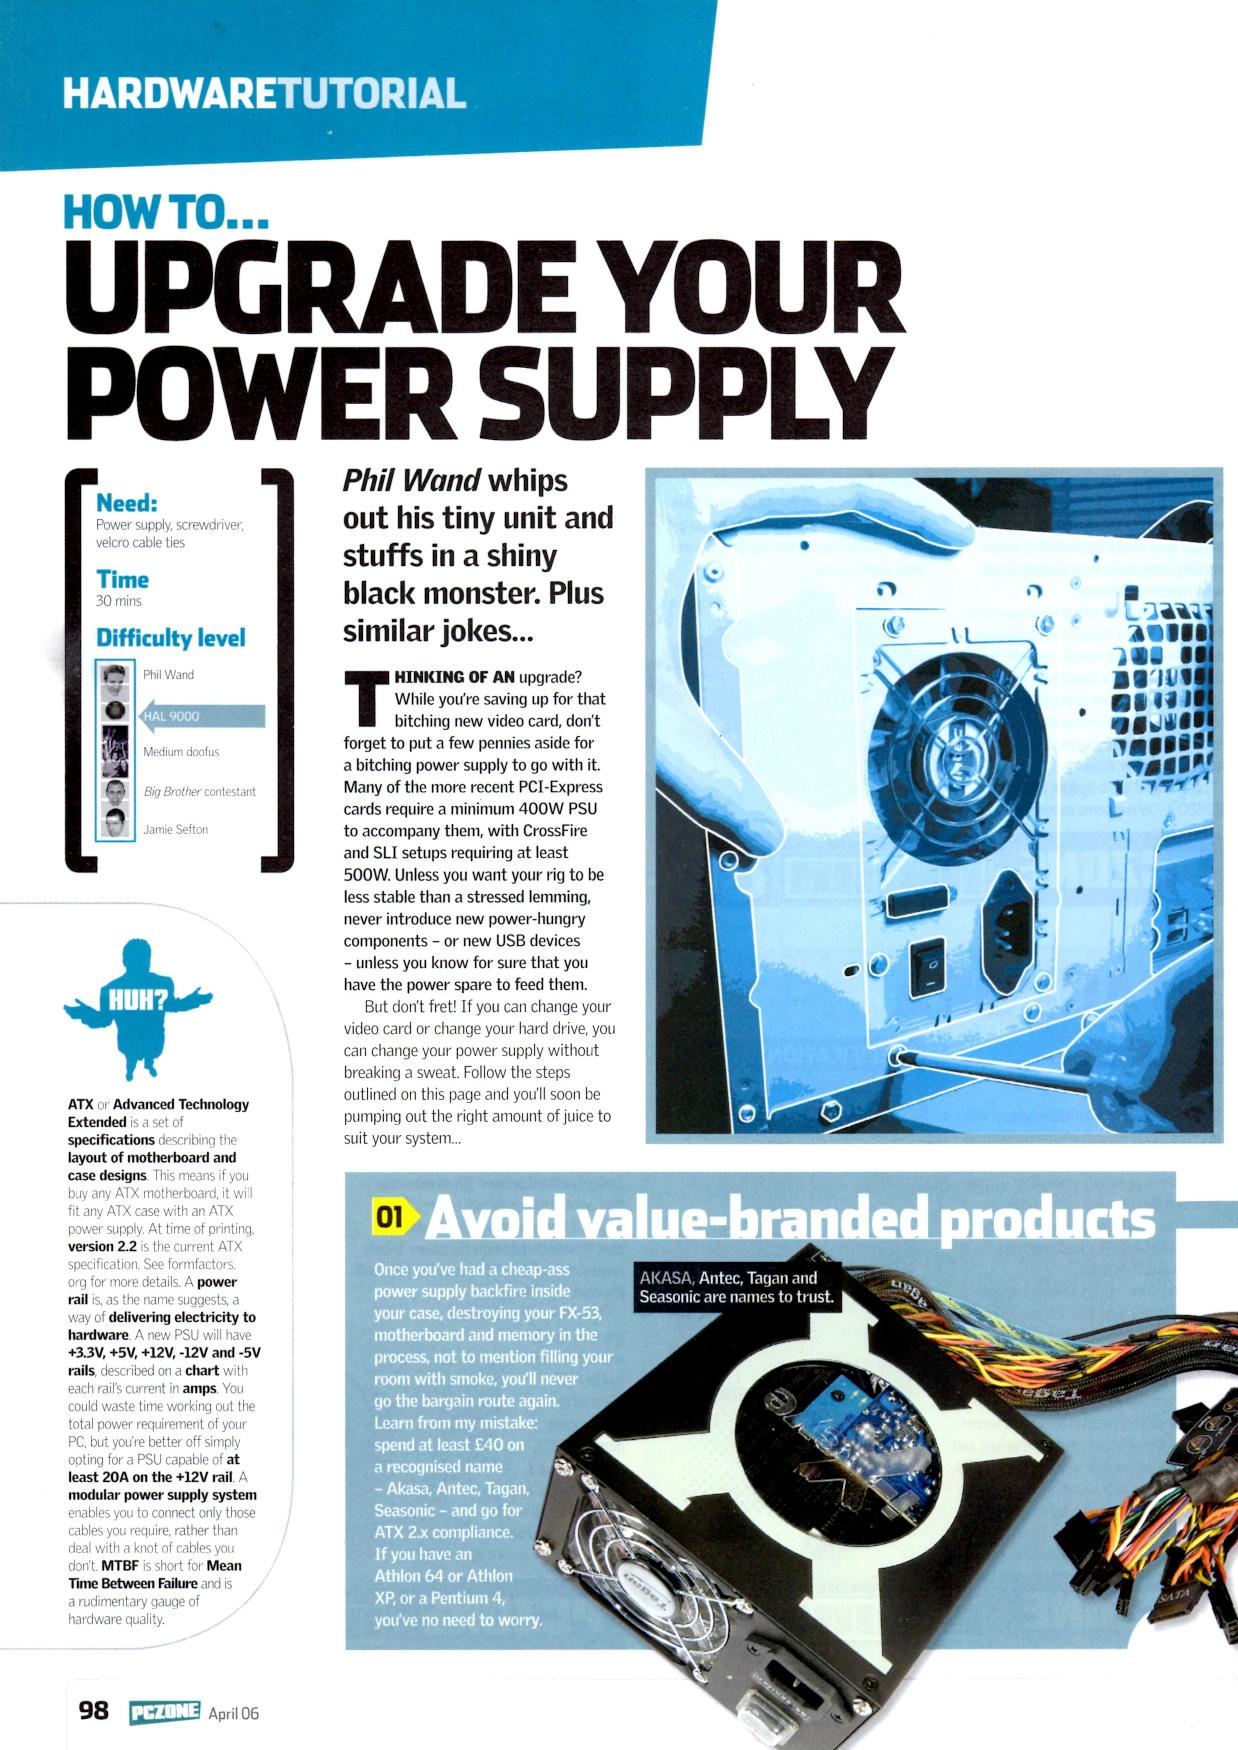 HARDWARETUTORIAL
HOW TO...
UPGRADE YOUR
POWER SUPPLY
Need:
Power supply, screwdriver,
velcro cable ties
Time
30 mins
Difficulty level
Phil Wand
HAL 9000
Medium doofus
Big Brother contestant
Jamie Sefton
HUH?
ATX or Advanced Technology
Extended is a set of
specifications describing the
layout of motherboard and
case designs. This means if you
buy any ATX motherboard, it will
fit any ATX case with an ATX
power supply. At time of printing,
version 2.2 is the current ATX
specification. See formfactors.
org for more details. A power
rail is, as the name suggests, a
way of delivering electricity to
hardware. A new PSU will have
+3.3V, +5V, +12V, -12V and -5V
rails, described on a chart with
each rail's current in amps. You
could waste time working out the
total power requirement of your
PC, but you're better off simply
opting for a PSU capable of at
least 20A on the +12V rail. A
modular power supply system
enables you to connect only those
cables you require, rather than
deal with a knot of cables you
don't. MTBF is short for Mean
Time Between Failure and is
a rudimentary gauge of
hardware quality.
Phil Wand whips
out his tiny unit and
stuffs in a shiny
black monster. Plus
similar jokes...
THINKING OF AN upgrade?
While you're saving up for that
bitching new video card, don't
forget to put a few pennies aside for
a bitching power supply to go with it.
Many of the more recent PCI-Express
cards require a minimum 400W PSU
to accompany them, with CrossFire
and SLI setups requiring at least
500W. Unless you want your rig to be
less stable than a stressed lemming,
never introduce new power-hungry
components – or new USB devices
– unless you know for sure that you
have the power spare to feed them.
But don't fret! If you can change your
video card or change your hard drive, you
can change your power supply without
breaking a sweat. Follow the steps
outlined on this page and you'll soon be
pumping out the right amount of juice to
suit your system...
01 Avoid value-branded products
Once you've had a cheap-ass
power supply backfire inside
your case, destroying your FX-53,
motherboard and memory in the
process, not to mention filling your
room with smoke, you'll never
go the bargain route again.
Learn from my mistake:
spend at least £40 on
a recognised name
– Akasa, Antec, Tagan,
Seasonic – and go for
ATX 2.x compliance.
If you have an
Athlon 64 or Athlon
XP, or a Pentium 4,
you've no need to worry.
AKASA, Antec, Tagan and
Seasonic are names to trust.
Tagan
Tagan
Tagan
SATA
98 PCZONE April 06